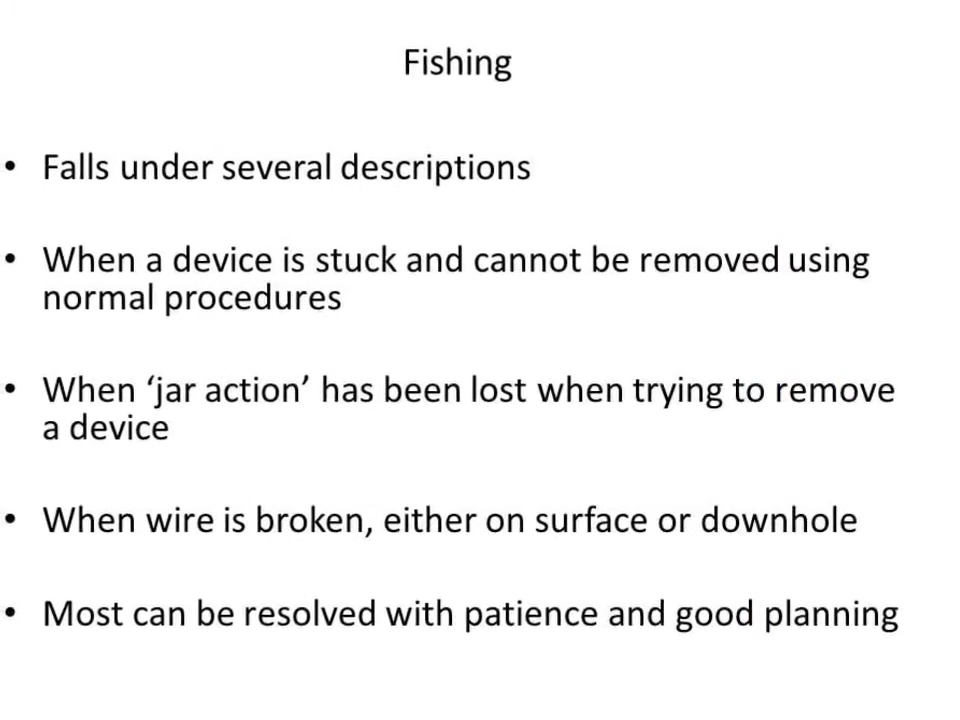 Fishing
• Falls under several descriptions
• When a device is stuck and cannot be removed using
normal procedures
• When ‘jar action’ has been lost when trying to remove
a device
• When wire is broken, either on surface or downhole
• Most can be resolved with patience and good planning